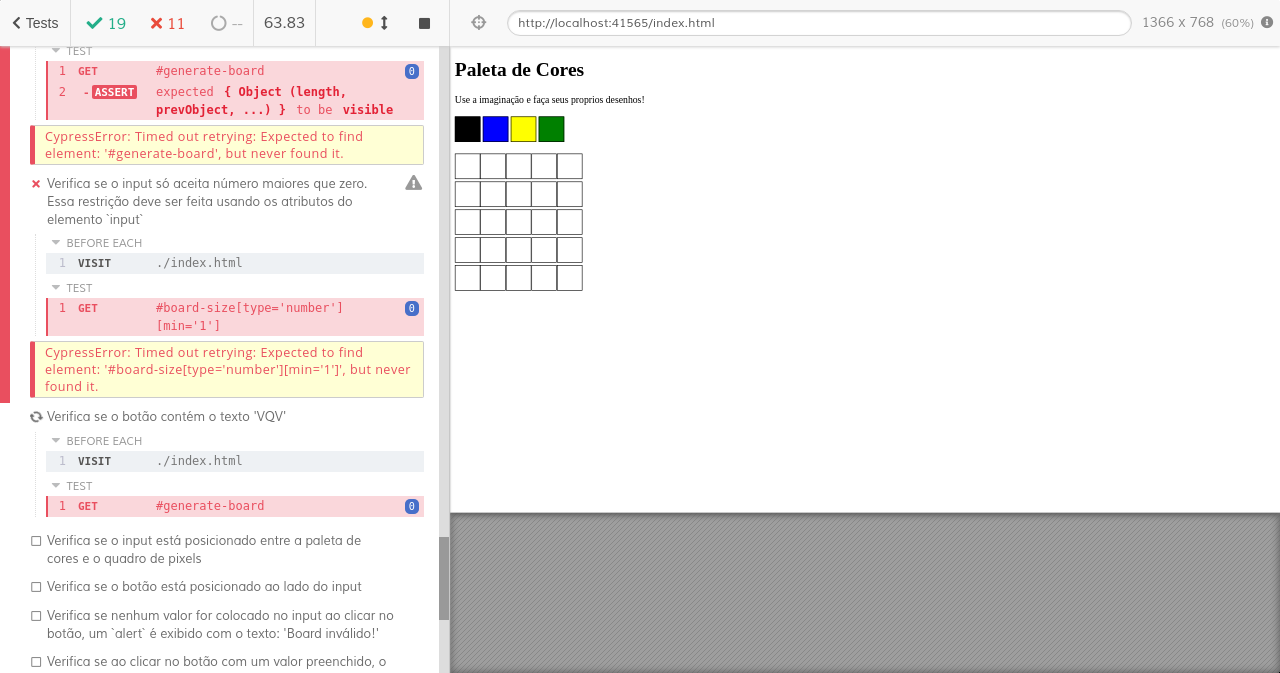 Tests
19
11
--
63.83
http://localhost:41565/index.html
1366 x 768 (60%)
TEST
1 GET #generate-board 0
2 -ASSERT expected { Object (length,
prevObject, ...) } to be visible
CypressError: Timed out retrying: Expected to find
element: '#generate-board', but never found it.
Verifica se o input só aceita número maiores que zero.
Essa restrição deve ser feita usando os atributos do
elemento `input`
BEFORE EACH
1 VISIT ./index.html
TEST
1 GET #board-size[type='number'] 0
[min='1']
CypressError: Timed out retrying: Expected to find
element: '#board-size[type='number'][min='1']', but never
found it.
Verifica se o botão contém o texto 'VQV'
BEFORE EACH
1 VISIT ./index.html
TEST
1 GET #generate-board 0
Verifica se o input está posicionado entre a paleta de
cores e o quadro de pixels
Verifica se o botão está posicionado ao lado do input
Verifica se nenhum valor for colocado no input ao clicar no
botão, um `alert` é exibido com o texto: 'Board inválido!'
Verifica se ao clicar no botão com um valor preenchido, o
Paleta de Cores
Use a imaginação e faça seus proprios desenhos!